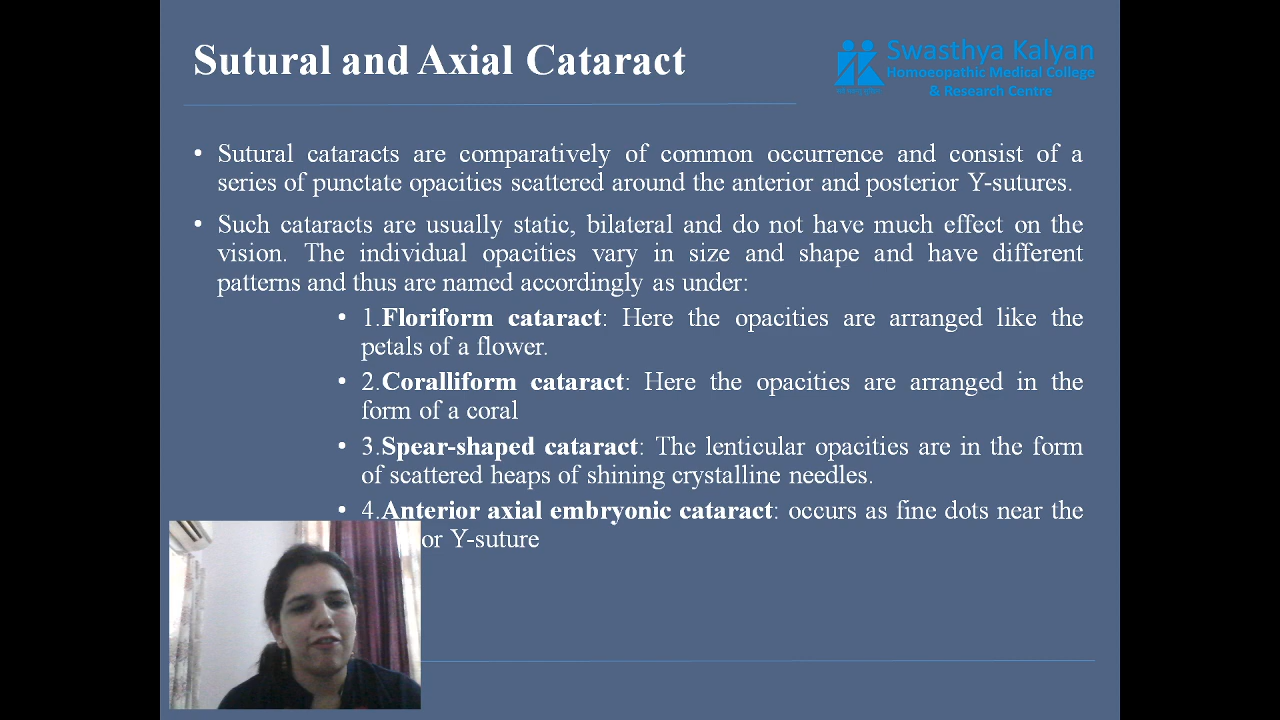 Sutural and Axial Cataract
Swasthya Kalyan
Homoeopathic Medical College
& Research Centre
• Sutural cataracts are comparatively of common occurrence and consist of a
series of punctate opacities scattered around the anterior and posterior Y-sutures.
• Such cataracts are usually static, bilateral and do not have much effect on the
vision. The individual opacities vary in size and shape and have different
patterns and thus are named accordingly as under:
• 1.Floriform cataract: Here the opacities are arranged like the
petals of a flower.
• 2.Coralliform cataract: Here the opacities are arranged in the
form of a coral
• 3.Spear-shaped cataract: The lenticular opacities are in the form
of scattered heaps of shining crystalline needles.
• 4.Anterior axial embryonic cataract: occurs as fine dots near the
or Y-suture